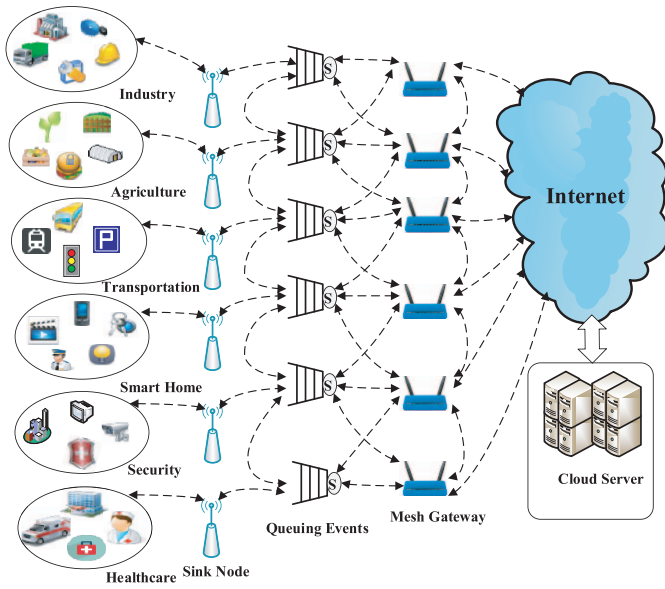 Industry
S
Agriculture
S
Internet
P
S
Transportation
S
Smart Home
S
Security
Cloud Server
S
Queuing Events
Mesh Gateway
Healthcare
Sink Node